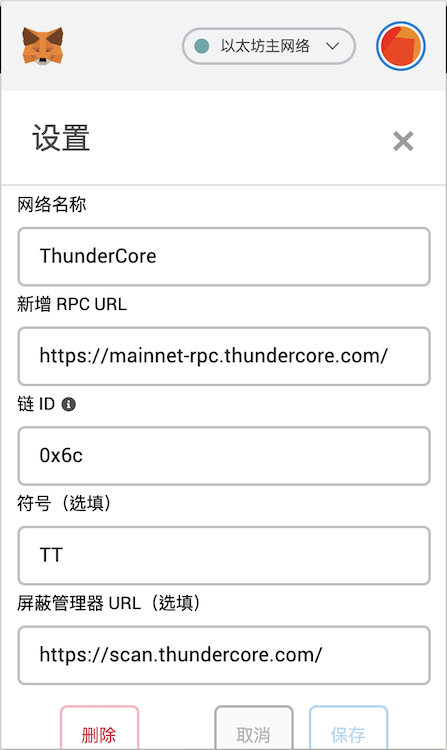 以太坊主网络
设置
网络名称
ThunderCore
新增 RPC URL
https://mainnet-rpc.thundercore.com/
链 ID
0x6c
符号（选填）
TT
屏蔽管理器 URL（选填）
https://scan.thundercore.com/
删除
取消
保存